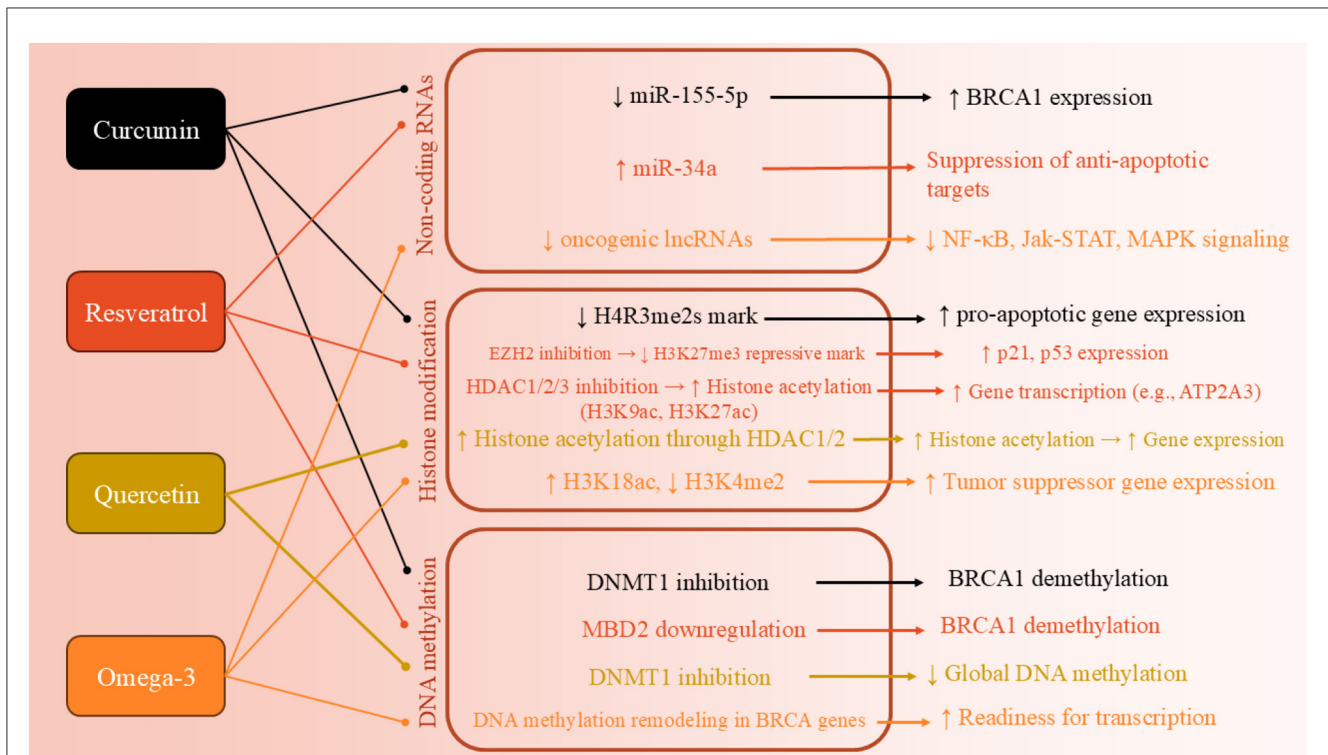 Curcumin
Resveratrol
Quercetin
Omega-3
Non-coding RNAs
↓ miR-155-5p
↑ BRCA1 expression
↑ miR-34a
Suppression of anti-apoptotic
targets
↓ oncogenic lncRNAs
↓ NF-κB, Jak-STAT, MAPK signaling
Histone modification
↓ H4R3me2s mark
↑ pro-apoptotic gene expression
EZH2 inhibition → ↓ H3K27me3 repressive mark
↑ p21, p53 expression
HDAC1/2/3 inhibition → ↑ Histone acetylation
(H3K9ac, H3K27ac)
↑ Gene transcription (e.g., ATP2A3)
↑ Histone acetylation through HDAC1/2
↑ Histone acetylation → ↑ Gene expression
↑ H3K18ac, ↓ H3K4me2
↑ Tumor suppressor gene expression
DNA methylation
DNMT1 inhibition
BRCA1 demethylation
MBD2 downregulation
BRCA1 demethylation
DNMT1 inhibition
↓ Global DNA methylation
DNA methylation remodeling in BRCA genes
↑ Readiness for transcription